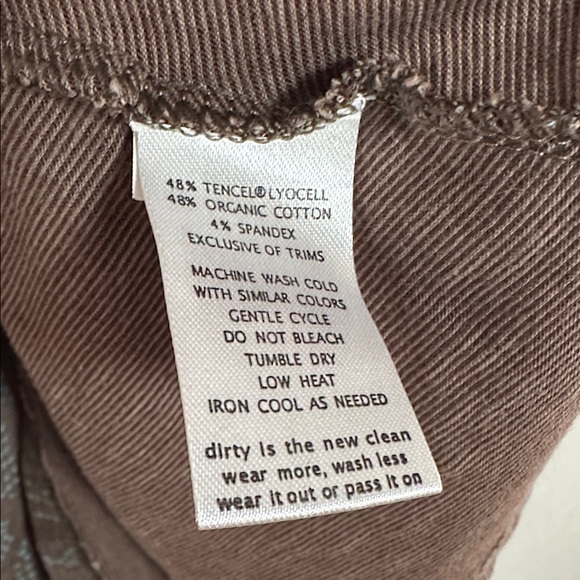 48% TENCEL®LYOCELL
48% ORGANIC COTTON
4% SPANDEX
EXCLUSIVE OF TRIMS
MACHINE WASH COLD
WITH SIMILAR COLORS
GENTLE CYCLE
DO NOT BLEACH
TUMBLE DRY
LOW HEAT
IRON COOL AS NEEDED
dirty is the new clean
wear more, wash less
wear it out or pass it on